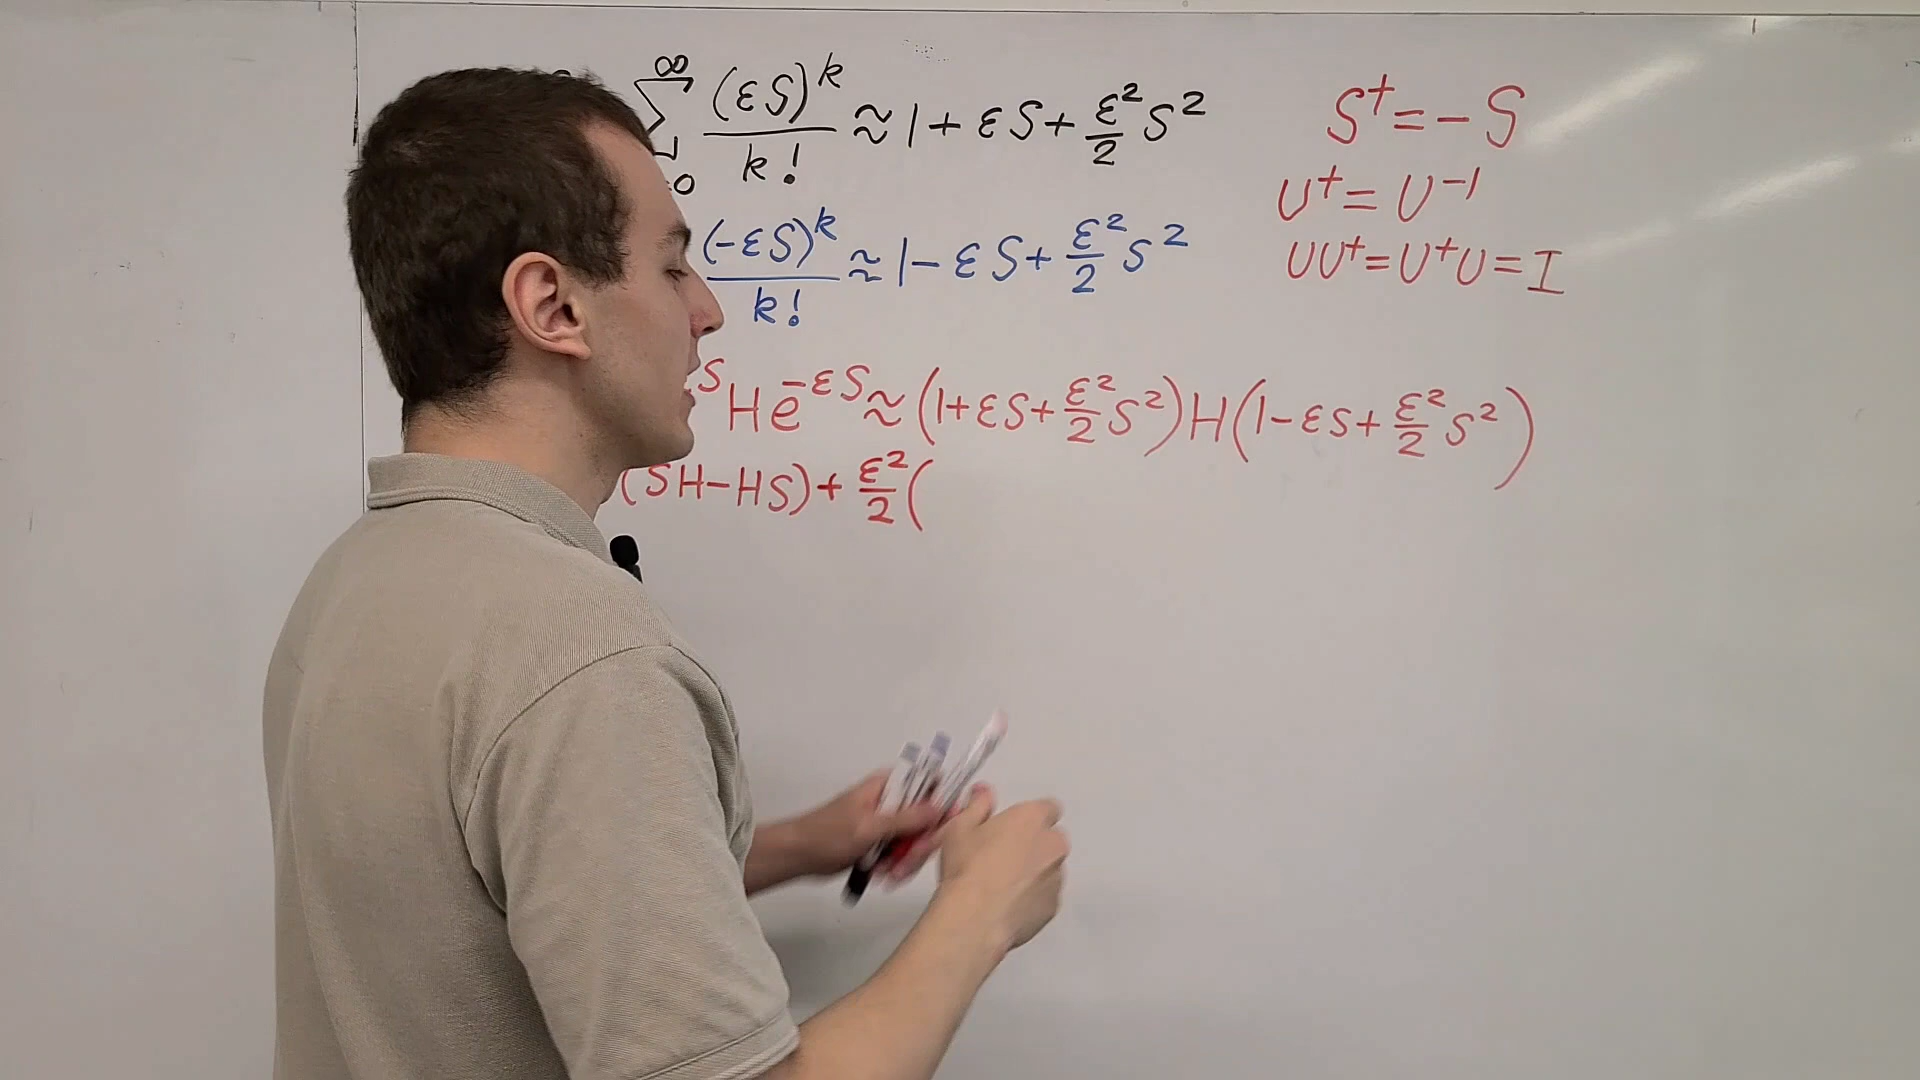 ∞ Σ (εS)^k / k! ≈ 1 + εS + ε²/2 S²
=0
(-εS)^k / k! ≈ 1 - εS + ε²/2 S²
S H e^{-εS} ≈ (1+εS+ε²/2 S²)H(1-εS+ε²/2 S²)
(SH-HS)+ε²/2(
S† = -S
U† = U^{-1}
UU† = U†U = I